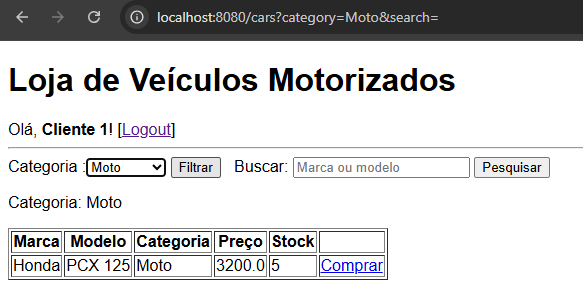 localhost:8080/cars?category=Moto&search=
Loja de Veículos Motorizados
Olá, Cliente 1! [Logout]
Categoria :Moto Filtrar Buscar: Marca ou modelo Pesquisar
Categoria: Moto
Marca Modelo Categoria Preço Stock
Honda PCX 125 Moto 3200.0 5 Comprar